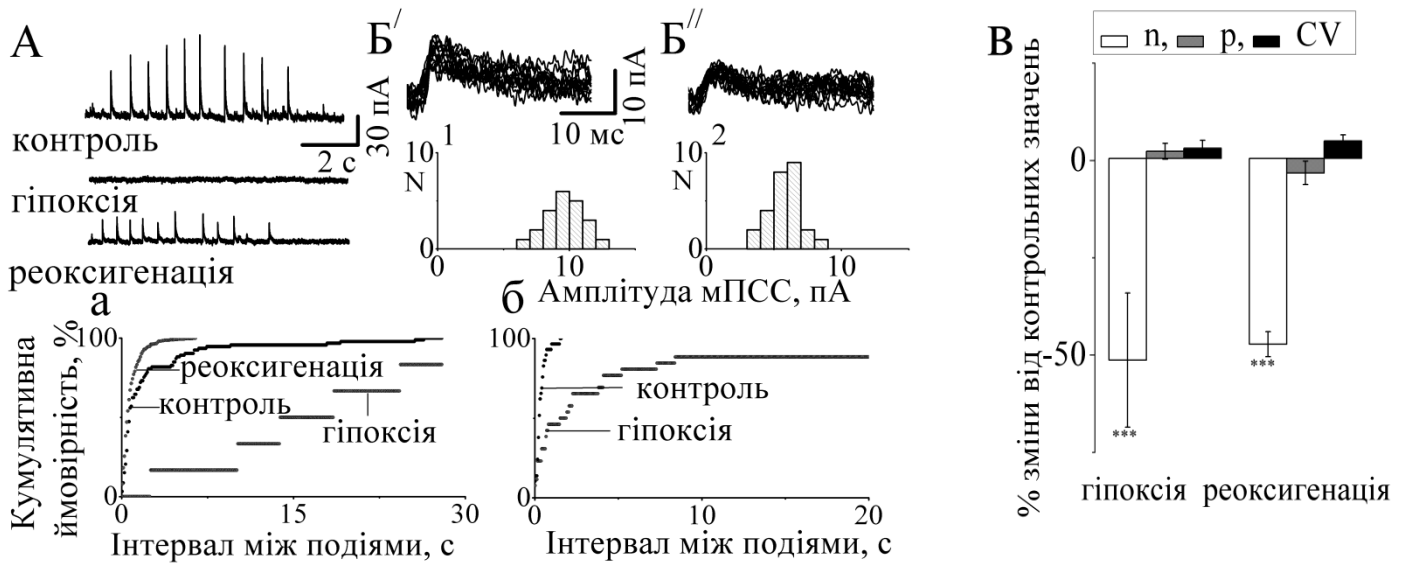 А
контроль
30 пА
2 с
гіпоксія
реоксигенація
Б/
10 пА
10 мс
1
10
N
0
0
10
Б//
2
10
N
0
0
10
Амплітуда мПСС, пА
а
Кумулятивна
ймовірність, %
100
0
реоксигенація
контроль
гіпоксія
0
15
30
Інтервал між подіями, с
б
100
0
контроль
гіпоксія
0
10
20
Інтервал між подіями, с
В
n, p, CV
% зміни від контрольних значень
0
-50
***
***
гіпоксія
реоксигенація